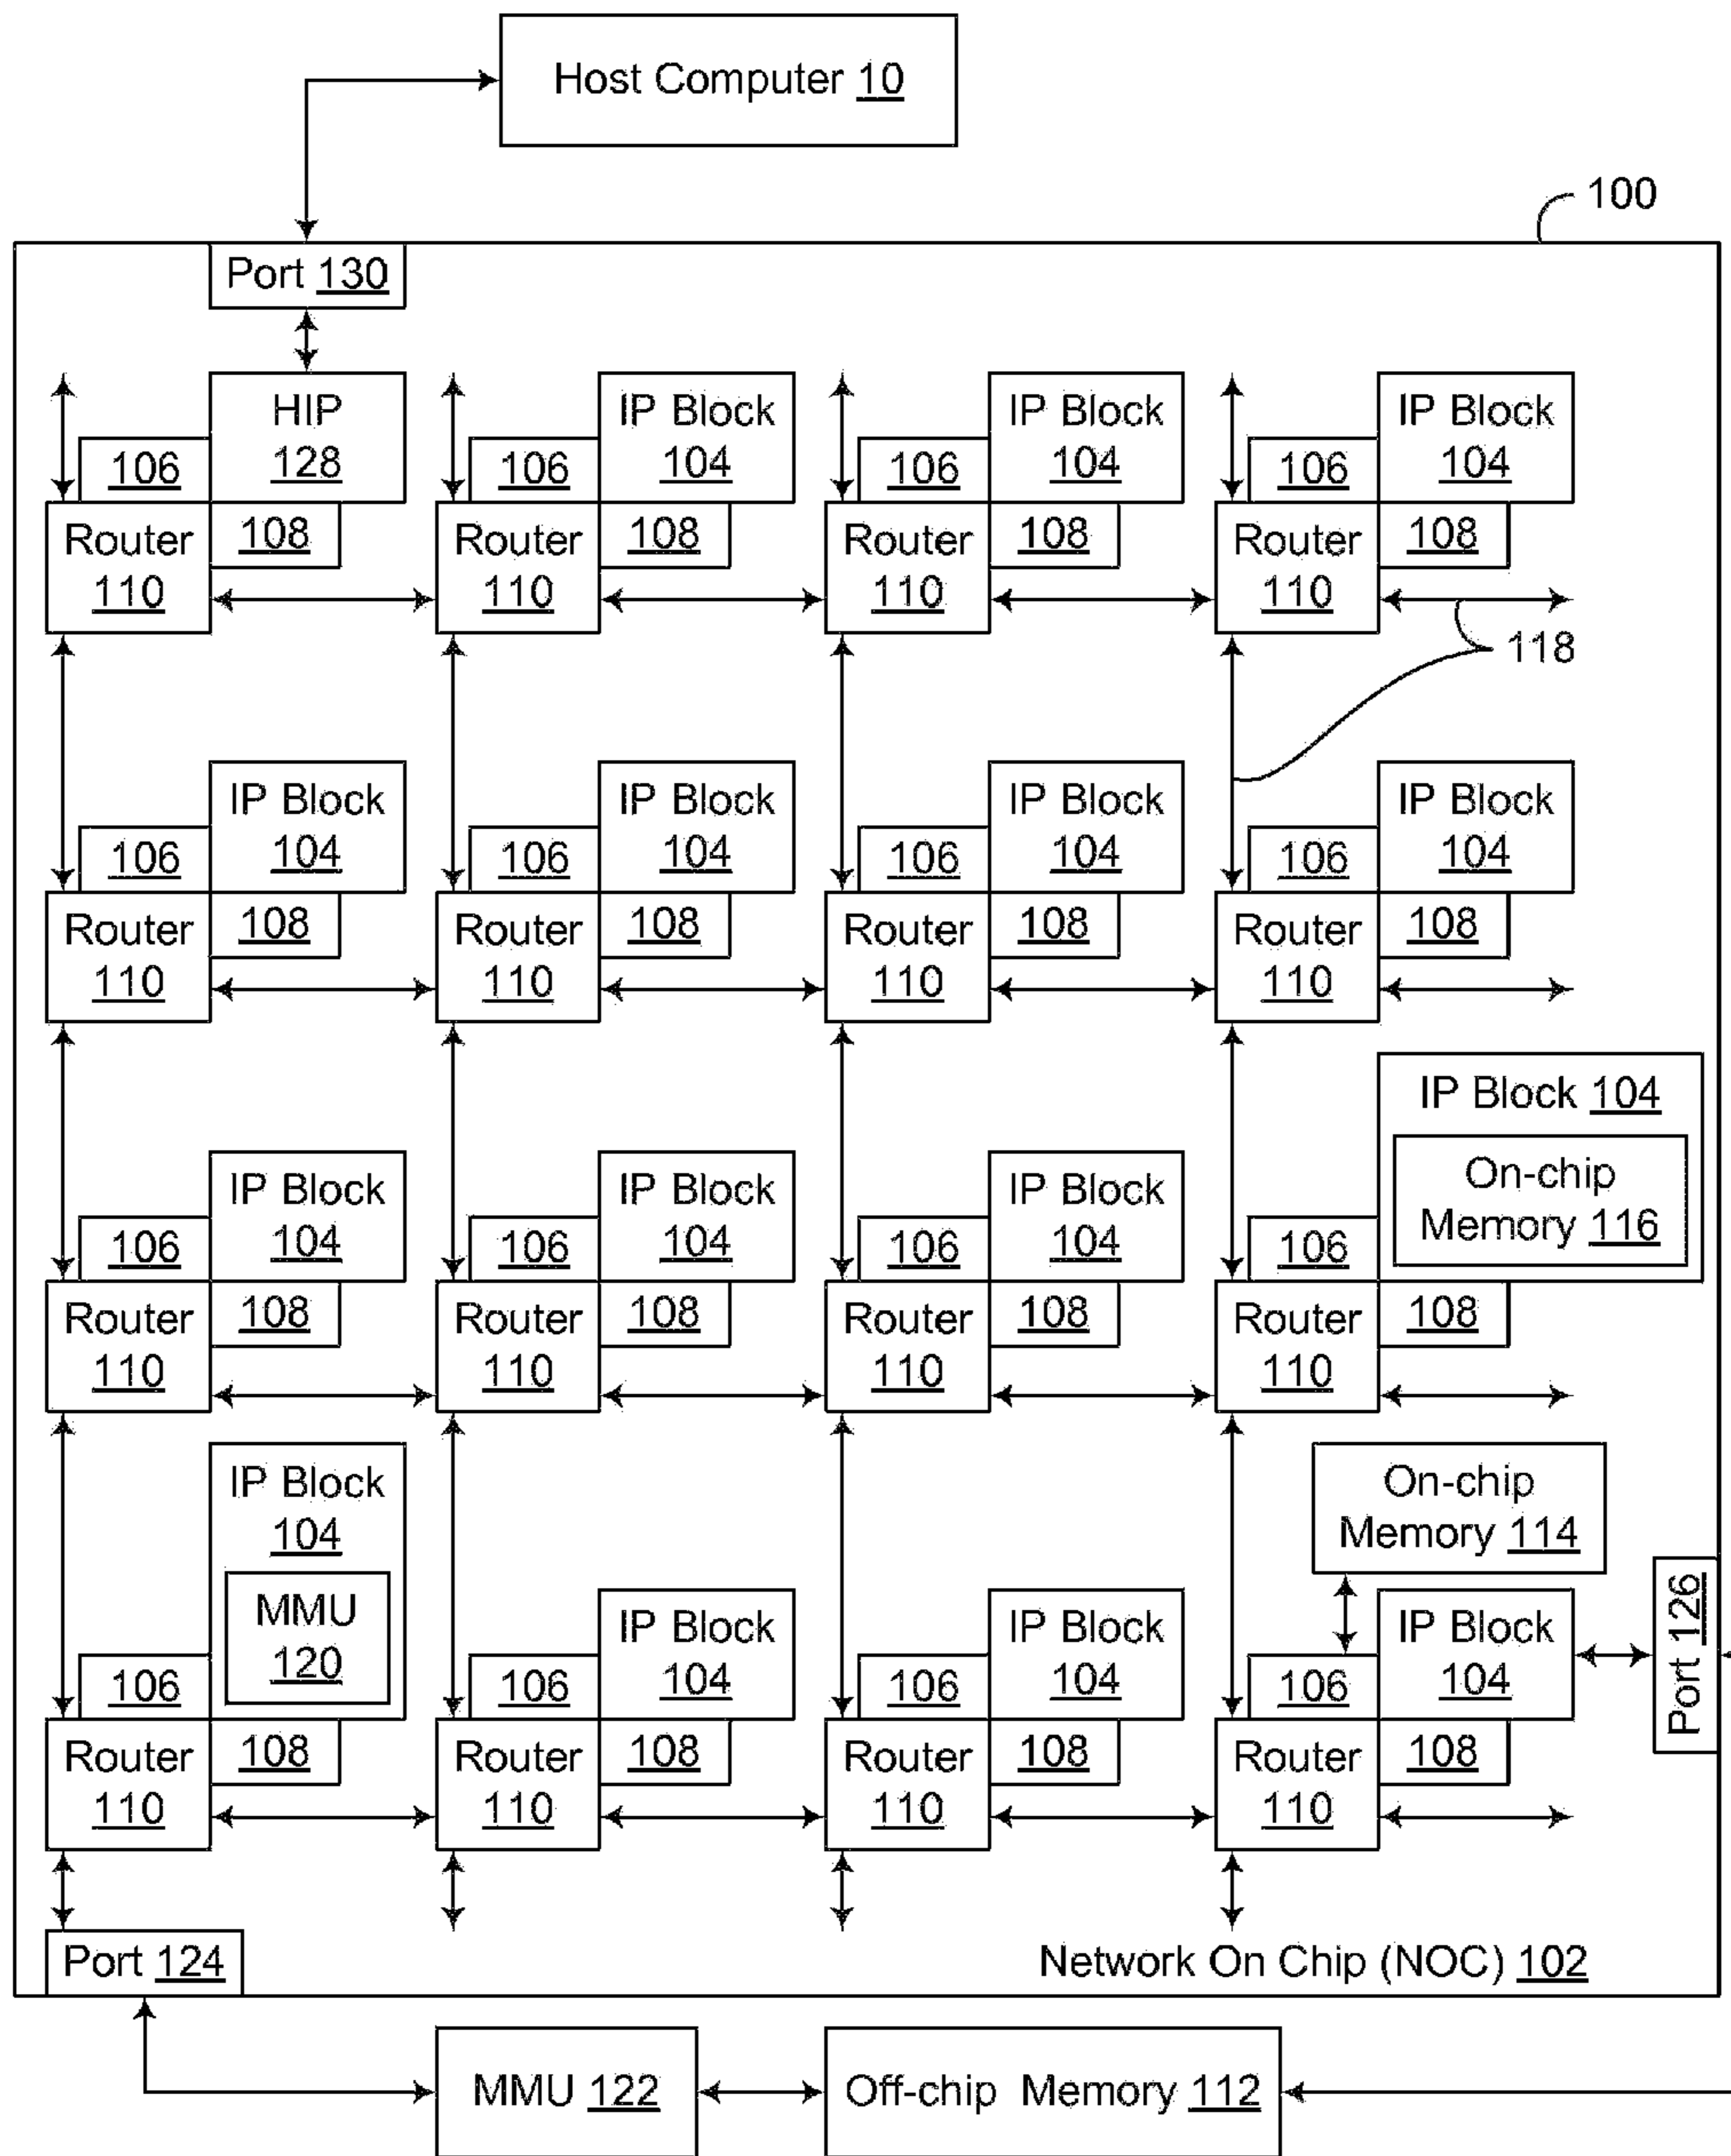 Host Computer 10
100
Port 130
HIP IP Block IP Block IP Block
106 128 106 104 106 104 106 104
Router 108 Router 108 Router 108 Router 108
110 110 110 110
118
IP Block IP Block IP Block IP Block
106 104 106 104 106 104 106 104
Router 108 Router 108 Router 108 Router 108
110 110 110 110
IP Block 104
On-chip
Memory 116
IP Block IP Block IP Block
106 104 106 104 106 104 106
Router 108 Router 108 Router 108 Router 108
110 110 110 110
IP Block
104
MMU
120
On-chip
Memory 114
Port 126
IP Block IP Block IP Block
106 106 104 106 104 106 104
Router 108 Router 108 Router 108 Router 108
110 110 110 110
Port 124
Network On Chip (NOC) 102
MMU 122
Off-chip Memory 112